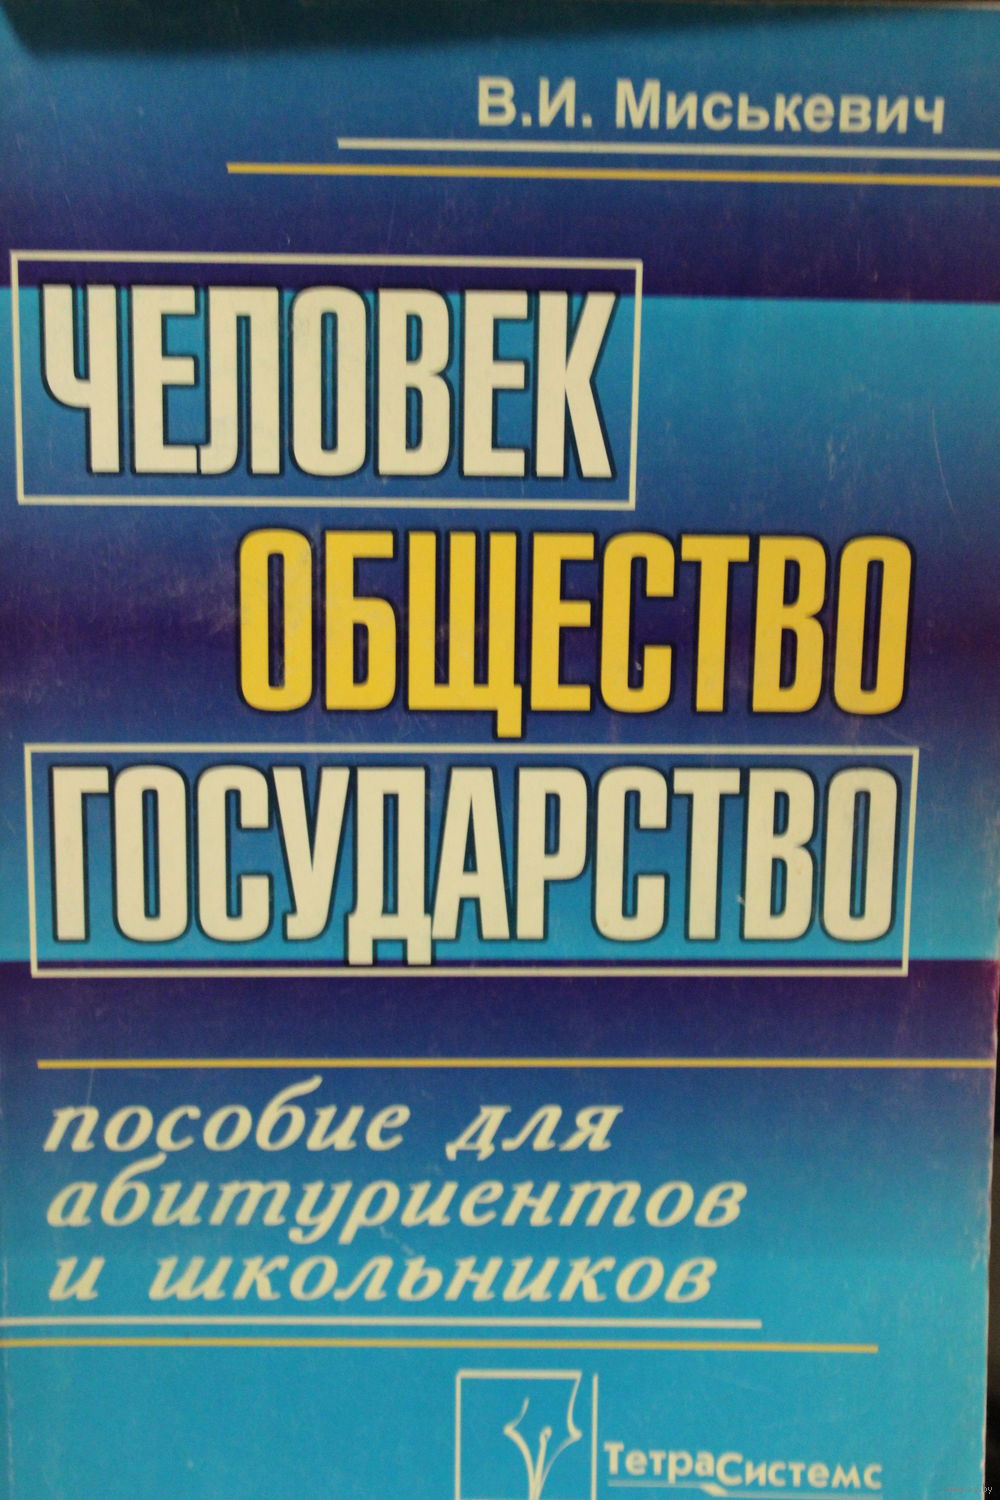 В.И. Миськевич
ЧЕЛОВЕК
ОБЩЕСТВО
ГОСУДАРСТВО
пособие для
абитуриентов
и школьников
ТетраСистемс